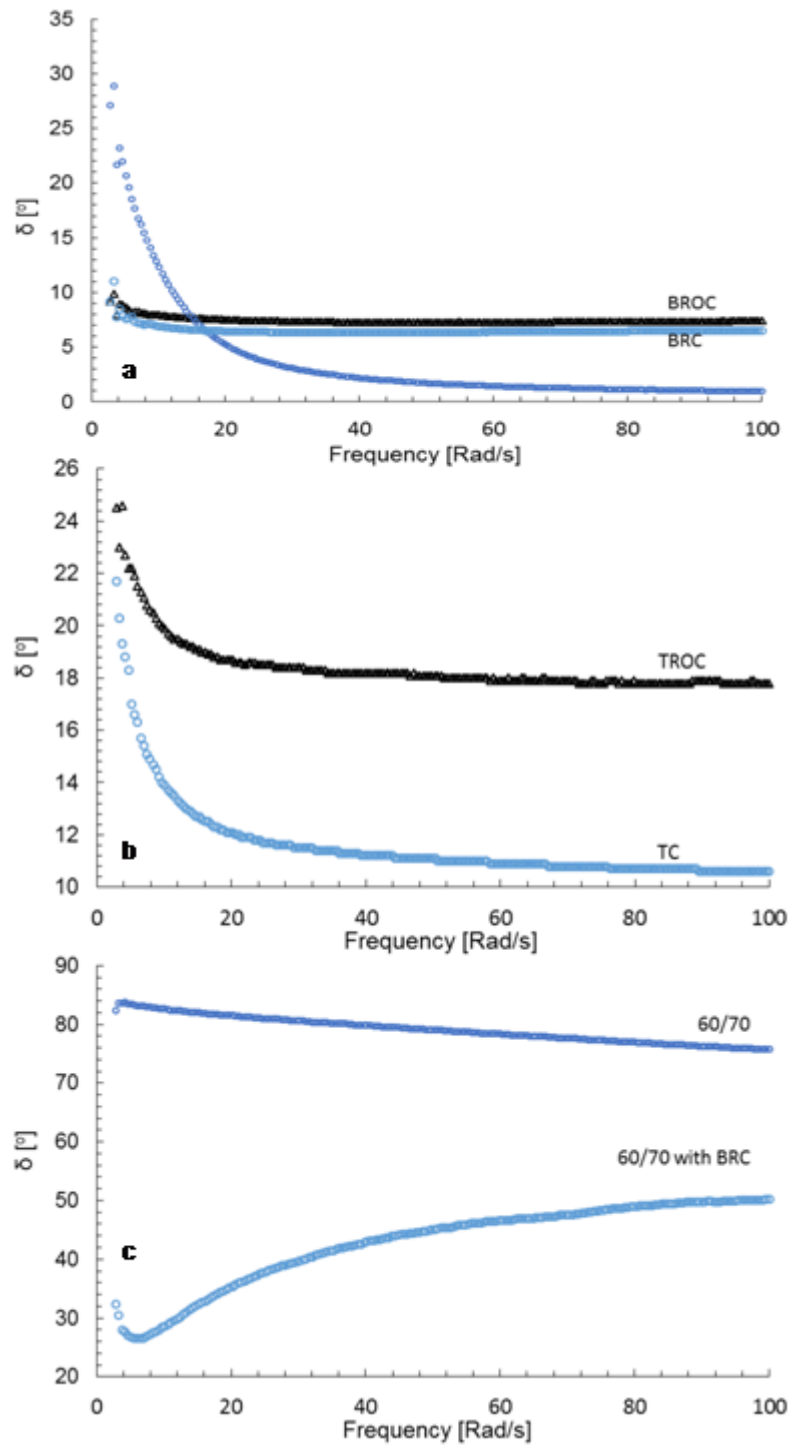 35
30
25
20
15
10
5
0
δ [º]
BROC
BRC
a
0 20 40 60 80 100
Frequency [Rad/s]
26
24
22
20
18
16
14
12
10
δ [º]
TROC
TC
b
0 20 40 60 80 100
Frequency [Rad/s]
90
80
70
60
50
40
30
20
δ [º]
60/70
60/70 with BRC
c
0 20 40 60 80 100
Frequency [Rad/s]